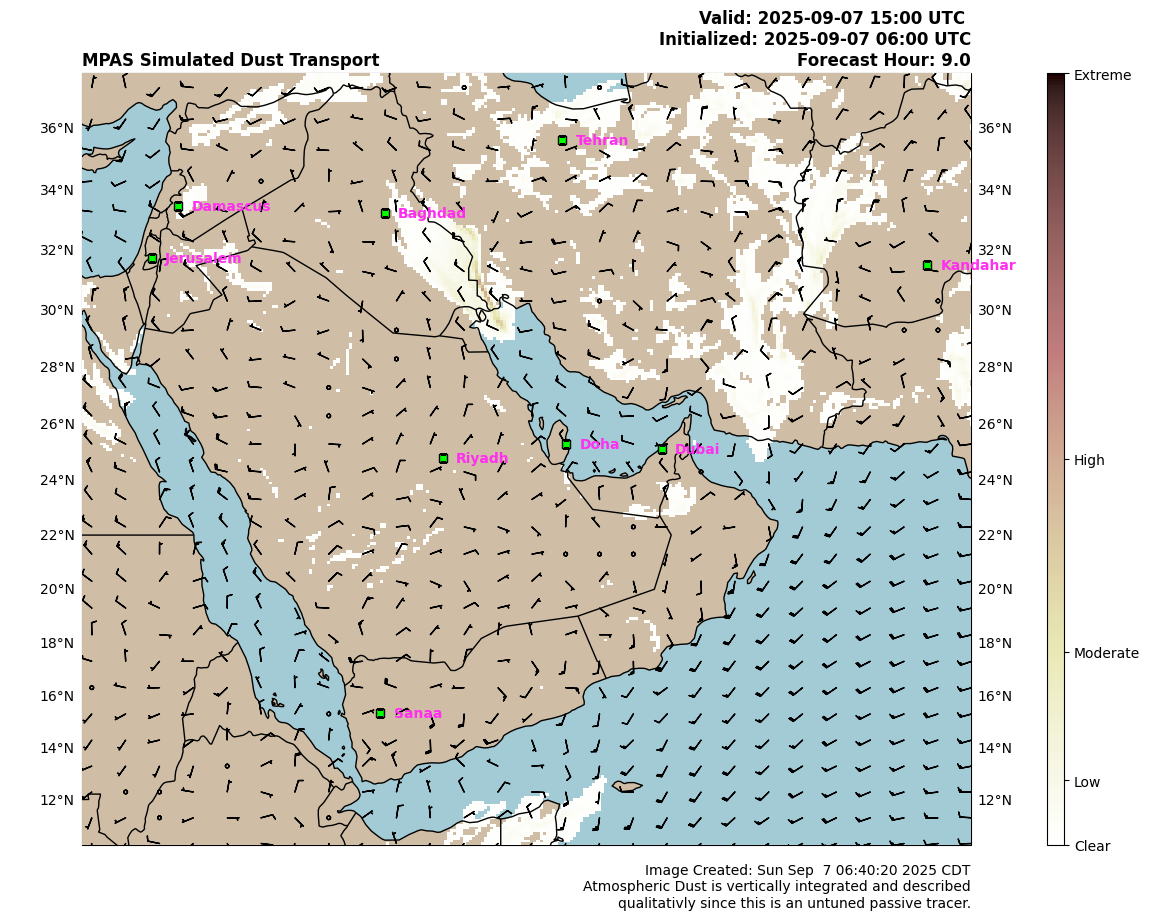 Valid: 2025-09-07 15:00 UTC
Initialized: 2025-09-07 06:00 UTC
MPAS Simulated Dust Transport Forecast Hour: 9.0
Extreme
36°N Tehran 36°N
34°N Damascus Baghdad 34°N
32°N Jerusalem Kandahar 32°N
30°N 30°N
28°N 28°N
26°N Doha Dubai 26°N
Riyadh High
24°N 24°N
22°N 22°N
20°N 20°N
18°N 18°N
Moderate
16°N Sanaa 16°N
14°N 14°N
12°N 12°N
Low
Clear
Image Created: Sun Sep  7 06:40:20 2025 CDT
Atmospheric Dust is vertically integrated and described
qualitativly since this is an untuned passive tracer.